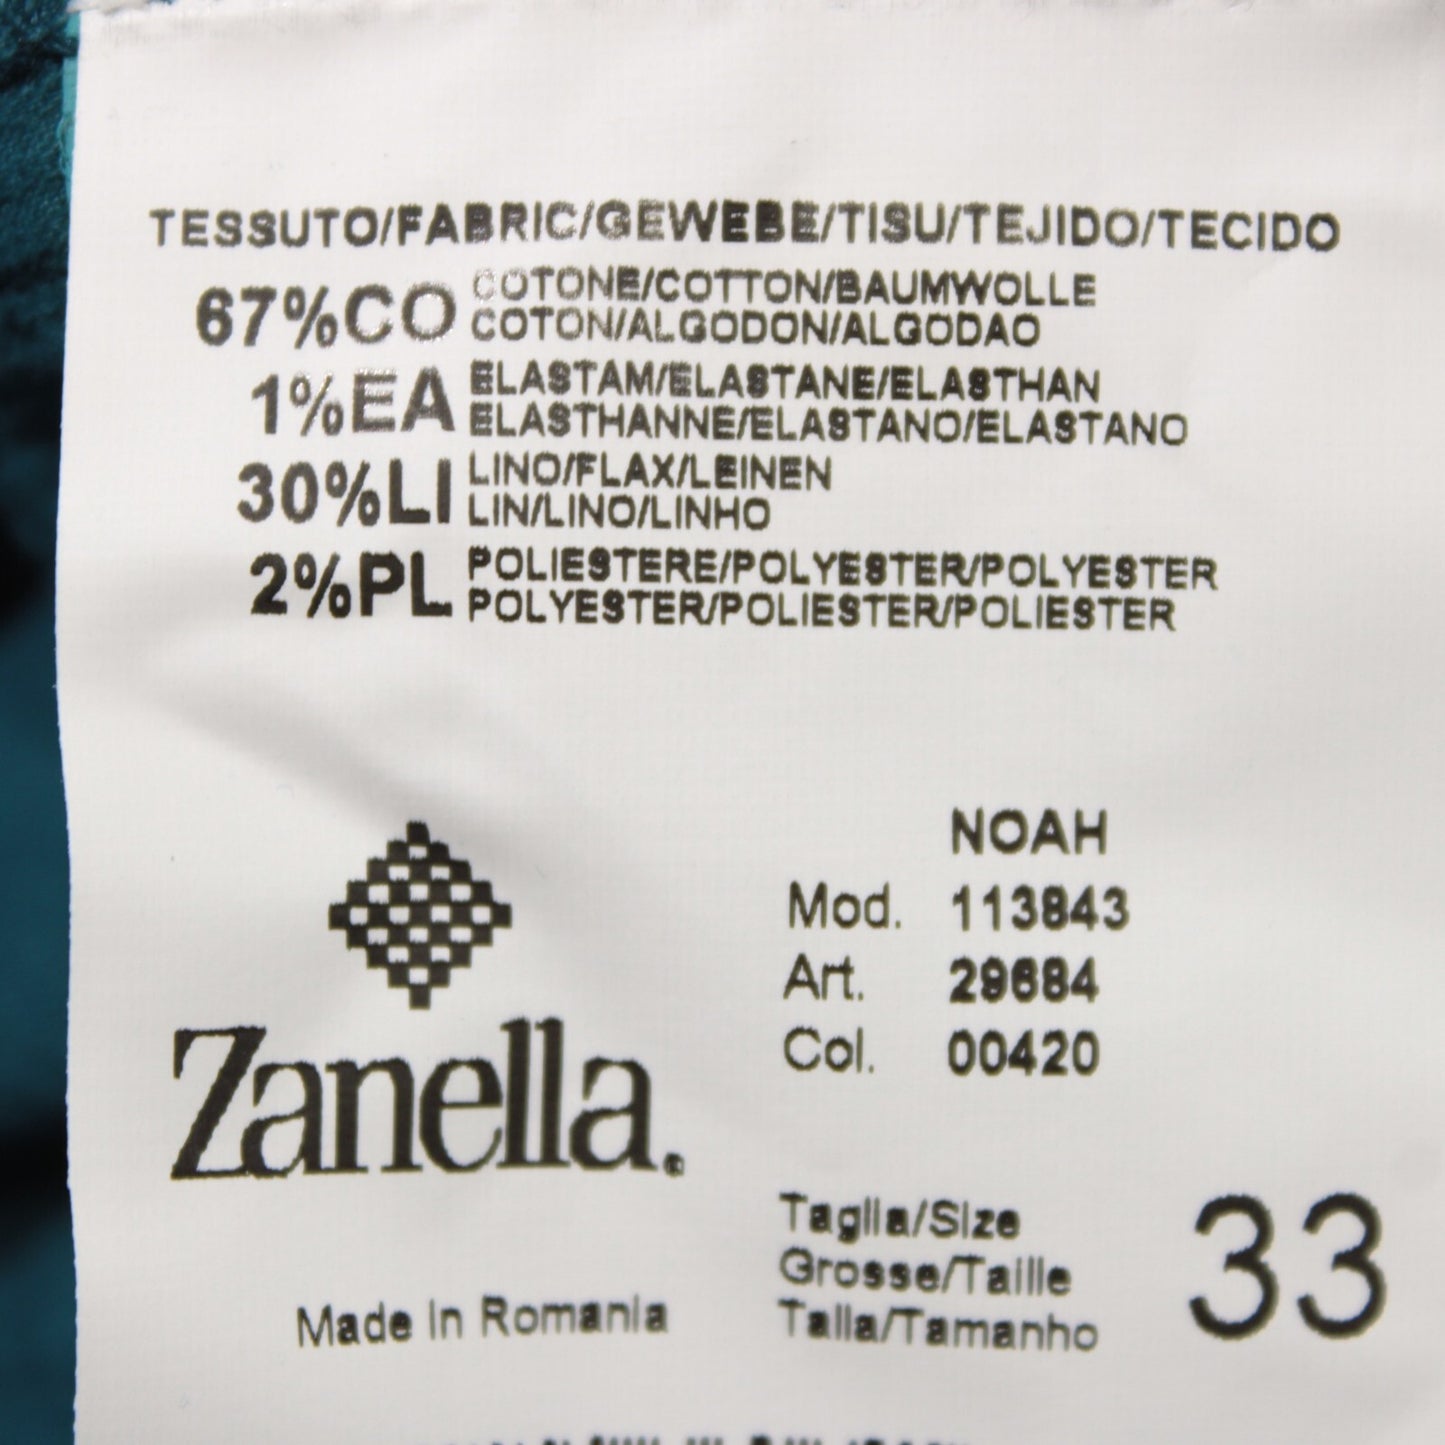 TESSUTO/FABRIC/GEWEBE/TISU/TEJIDO/TECIDO
67%CO COTONE/COTTON/BAUMWOLLE
COTON/ALGODON/ALGODAO
1%EA ELASTAM/ELASTANE/ELASTHAN
ELASTHANNE/ELASTANO/ELASTANO
30%LI LINO/FLAX/LEINEN
LIN/LINO/LINHO
2%PL POLIESTERE/POLYESTER/POLYESTER
POLYESTER/POLIESTER/POLIESTER
NOAH
Mod. 113843
Art. 29684
Col. 00420
Zanella®
Taglia/Size
Grosse/Taille
Talla/Tamanho
33
Made in Romania